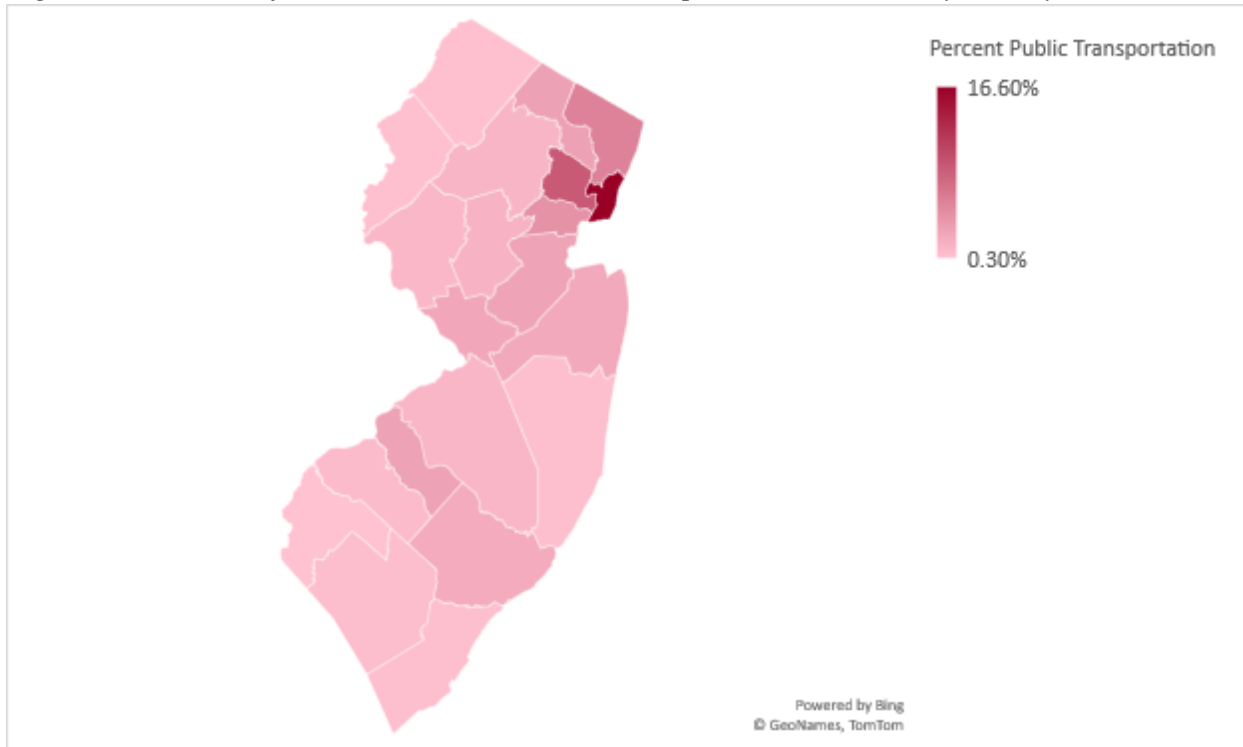 Percent Public Transportation
16.60%
0.30%
Powered by Bing
© GeoNames, TomTom